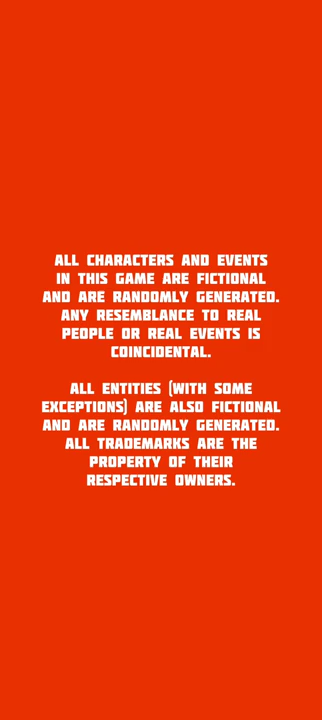 ALL CHARACTERS AND EVENTS
IN THIS GAME ARE FICTIONAL
AND ARE RANDOMLY GENERATED.
ANY RESEMBLANCE TO REAL
PEOPLE OR REAL EVENTS IS
COINCIDENTAL.
ALL ENTITIES (WITH SOME
EXCEPTIONS) ARE ALSO FICTIONAL
AND ARE RANDOMLY GENERATED.
ALL TRADEMARKS ARE THE
PROPERTY OF THEIR
RESPECTIVE OWNERS.